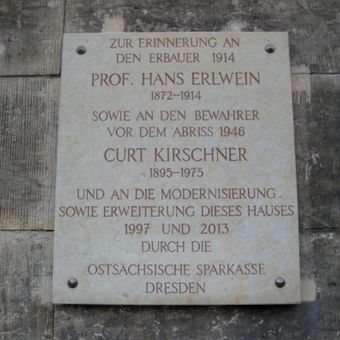 ZUR ERINNERUNG AN
DEN ERBAUER 1914
PROF. HANS ERLWEIN
1872–1914
SOWIE AN DEN BEWAHRER
VOR DEM ABRISS 1946
CURT KIRSCHNER
1895–1975
UND AN DIE MODERNISIERUNG
SOWIE ERWEITERUNG DIESES HAUSES
1997 UND 2013
DURCH DIE
OSTSÄCHSISCHE SPARKASSE
DRESDEN